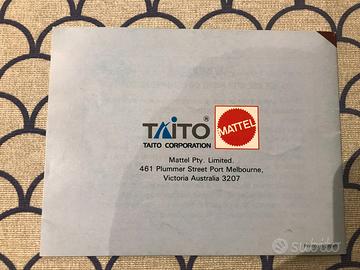 TAITO®
TAITO CORPORATION
MATTEL
Mattel Pty. Limited.
461 Plummer Street Port Melbourne,
Victoria Australia 3207
subito